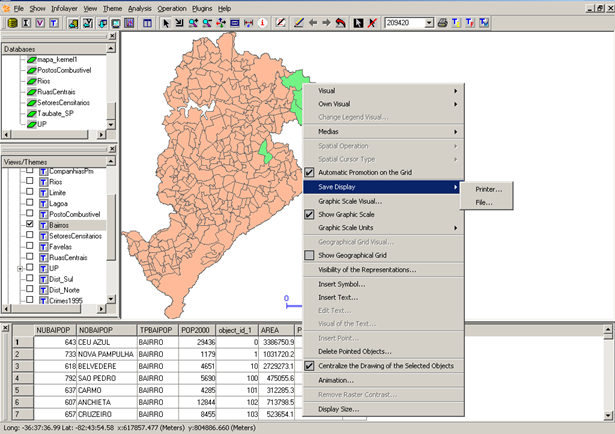 File Show Infolayer View Theme Analysis Operation Plugins Help
209420
Databases
mapa_kernel1
PostosCombustivel
Rios
RuasCentrais
SetoresCensitarios
Taubate_SP
UP
Views/Themes
CompanhiasPm
Rios
Limite
Lagoa
PostoCombustivel
Bairros
SetoresCensitarios
Favelas
RuasCentrais
UP
Dist_Sul
Dist_Norte
Crimes1995
Visual
Own Visual
Change Legend Visual...
Medias
Spatial Operation
Spatial Cursor Type
Automatic Promotion on the Grid
Save Display
Printer...
File...
Graphic Scale Visual...
Show Graphic Scale
Graphic Scale Units
Geographical Grid Visual...
Show Geographical Grid
Visibility of the Representations...
Insert Symbol...
Insert Text...
Edit Text...
Visual of the Text...
Insert Point...
Delete Pointed Objects...
Centralize the Drawing of the Selected Objects
Animation...
Remove Raster Contrast...
Display Size...
0
NUBAIPOP NOBAIPOP TPBAIPOP POP2000 object_id_1 AREA P
1 643 CEU AZUL BAIRRO 29436 0 3386750.9
2 733 NOVA PAMPULHA BAIRRO 1179 1 1031720.2
3 618 BELVEDERE BAIRRO 4651 10 2729273.1
4 792 SAO PEDRO BAIRRO 5690 100 475055.6
5 637 CARMO BAIRRO 4285 101 312285.3
6 607 ANCHIETA BAIRRO 12844 102 713798.5
7 657 CRUZEIRO BAIRRO 8455 103 523654.1
Long: -36-37-36.99 Lat: -82-43-54.58 (Meters) x: 617857.477 (Meters) y: 804886.660 (Meters)